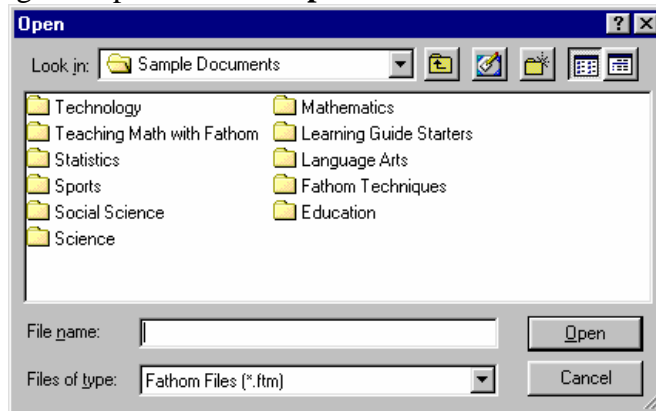 Open
Look in: Sample Documents
Technology
Teaching Math with Fathom
Statistics
Sports
Social Science
Science
Mathematics
Learning Guide Starters
Language Arts
Fathom Techniques
Education
File name:
Open
Files of type: Fathom Files (*.ftm)
Cancel